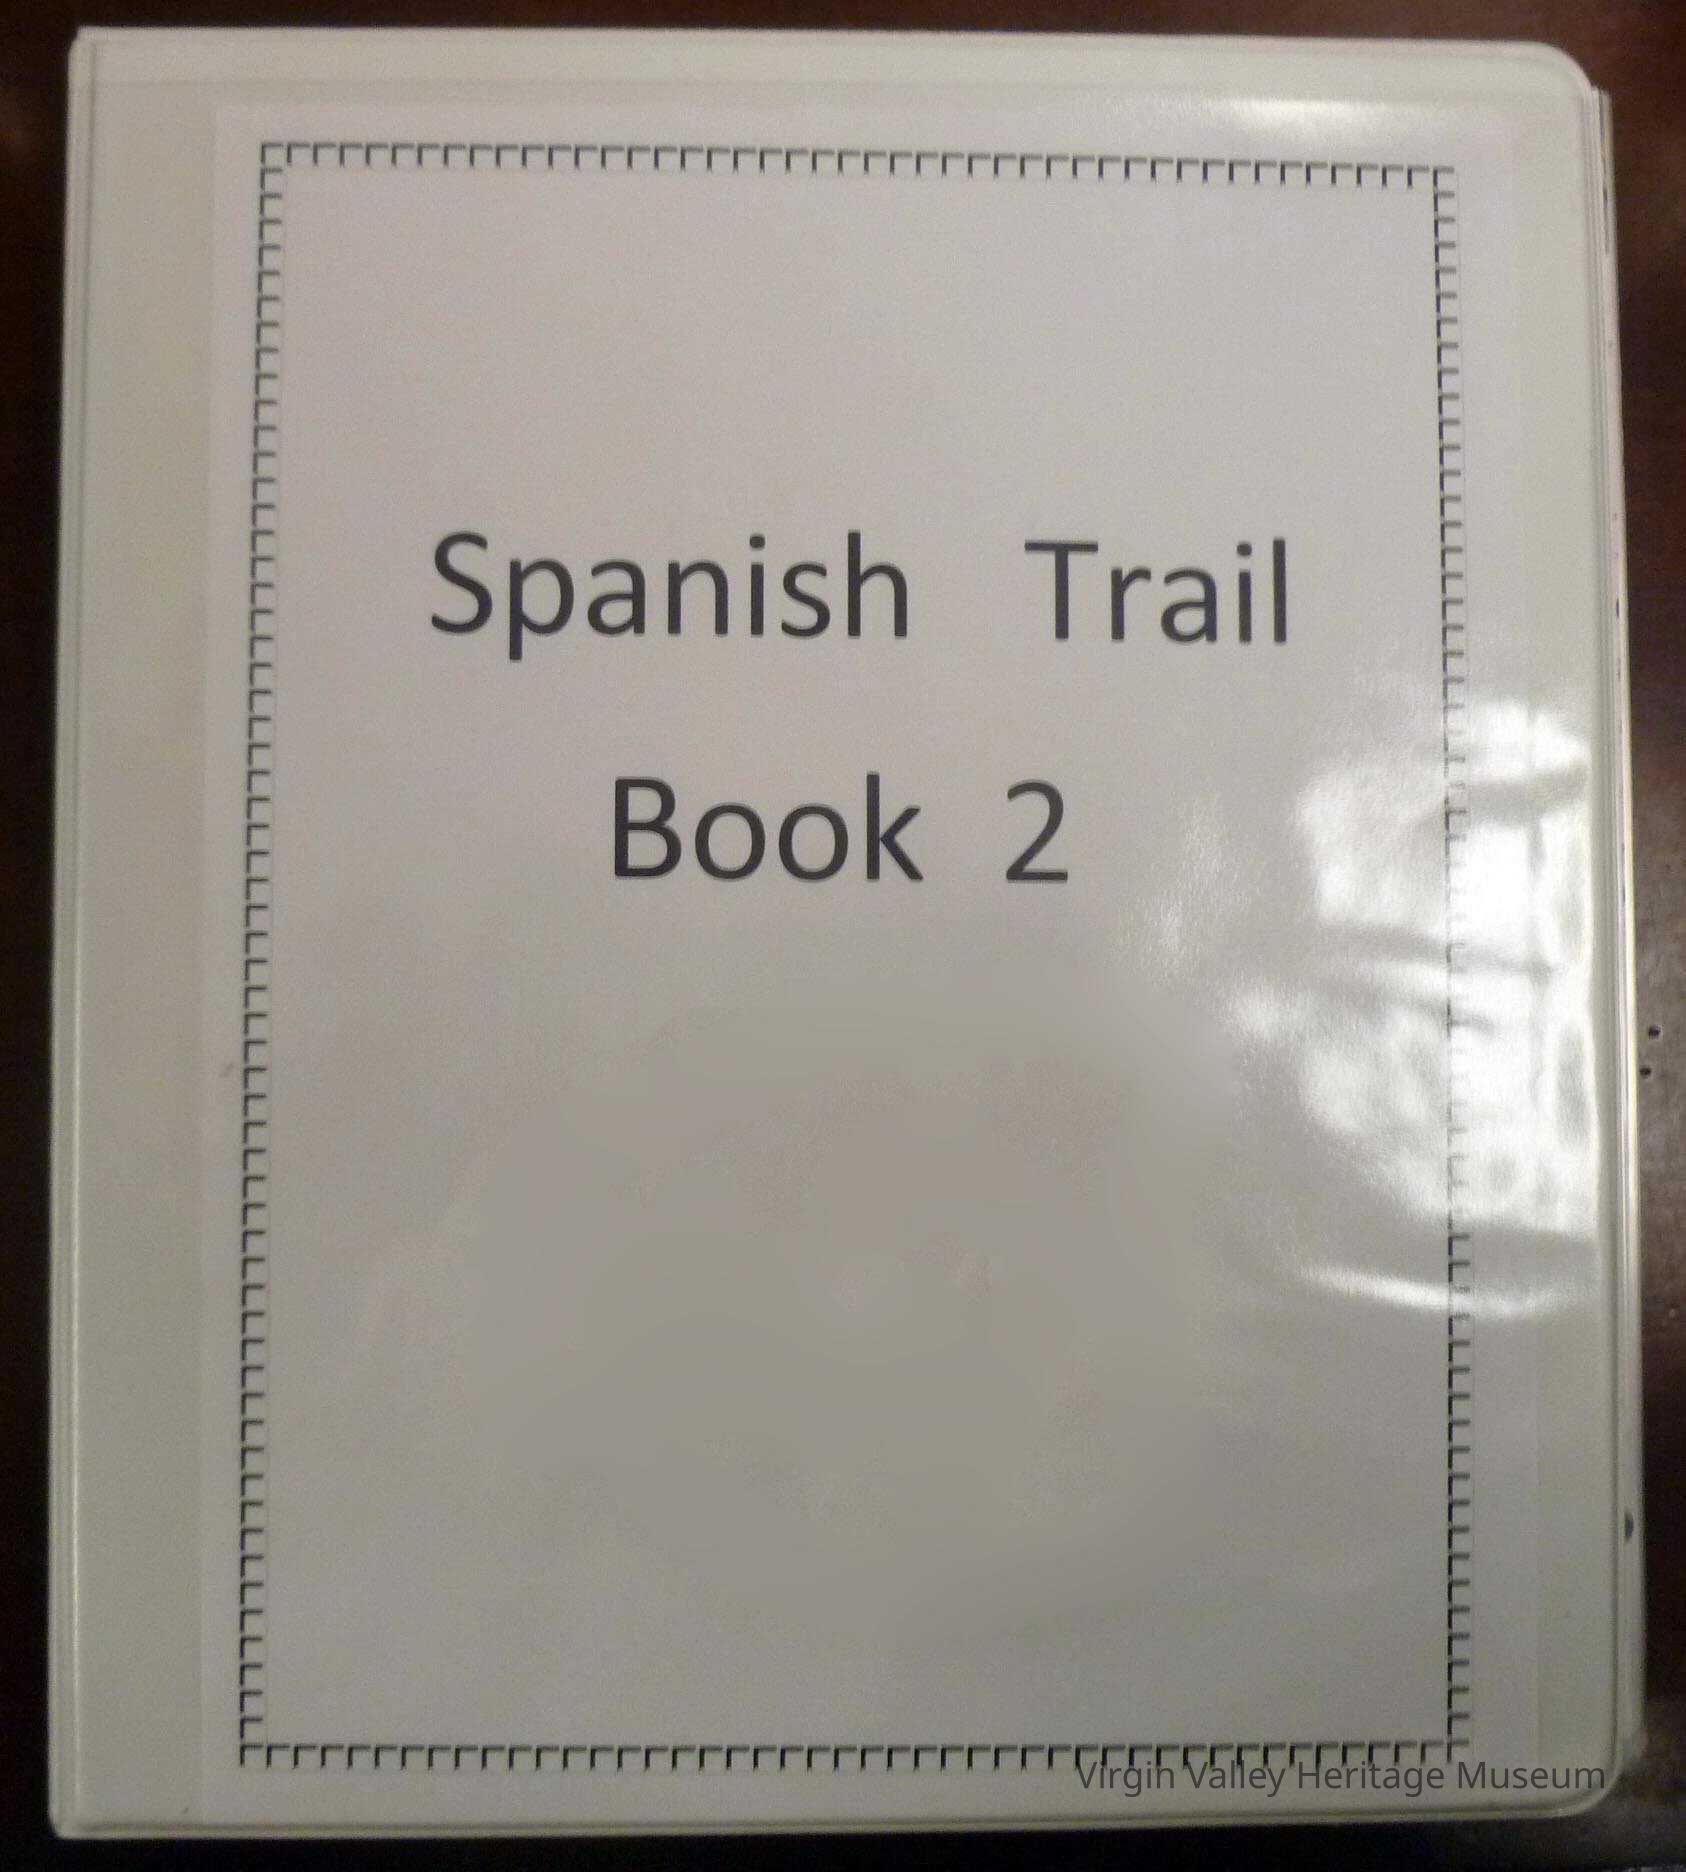 Spanish Trail
Book 2
Virgin Valley Heritage Museum